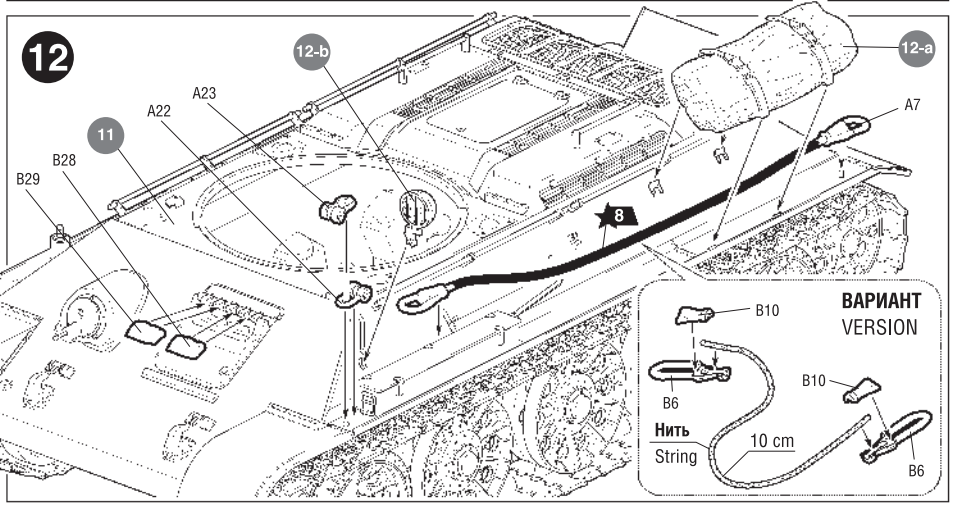 12
12-b
12-a
A23
A22
A7
11
B28
B29
8
ВАРИАНТ
VERSION
B10
B10
B6
Нить
String
10 cm
B6